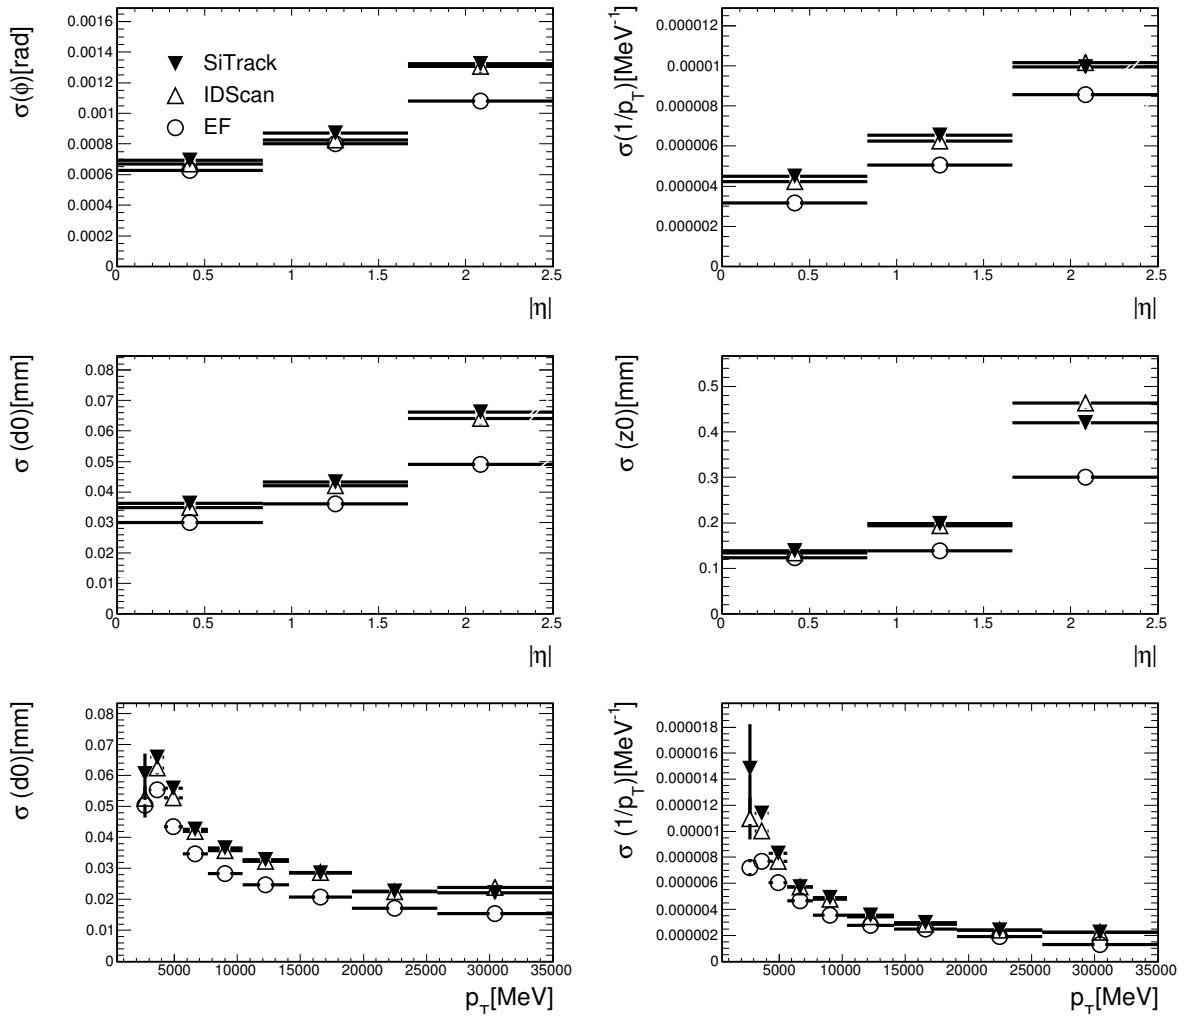 σ(ϕ)[rad]
0.0016
0.0014
0.0012
0.001
0.0008
0.0006
0.0004
0.0002
0
SiTrack
IDScan
EF
0 0.5 1 1.5 2 2.5
|η|
σ(1/p_T)[MeV⁻¹]
0.000012
0.00001
0.000008
0.000006
0.000004
0.000002
0
0 0.5 1 1.5 2 2.5
|η|
σ (d0)[mm]
0.08
0.07
0.06
0.05
0.04
0.03
0.02
0.01
0
0 0.5 1 1.5 2 2.5
|η|
σ (z0)[mm]
0.5
0.4
0.3
0.2
0.1
0
0 0.5 1 1.5 2 2.5
|η|
σ (d0)[mm]
0.08
0.07
0.06
0.05
0.04
0.03
0.02
0.01
0
5000 10000 15000 20000 25000 30000 35000
p_T[MeV]
σ (1/p_T)[MeV⁻¹]
0.000018
0.000016
0.000014
0.000012
0.00001
0.000008
0.000006
0.000004
0.000002
0
5000 10000 15000 20000 25000 30000 35000
p_T[MeV]